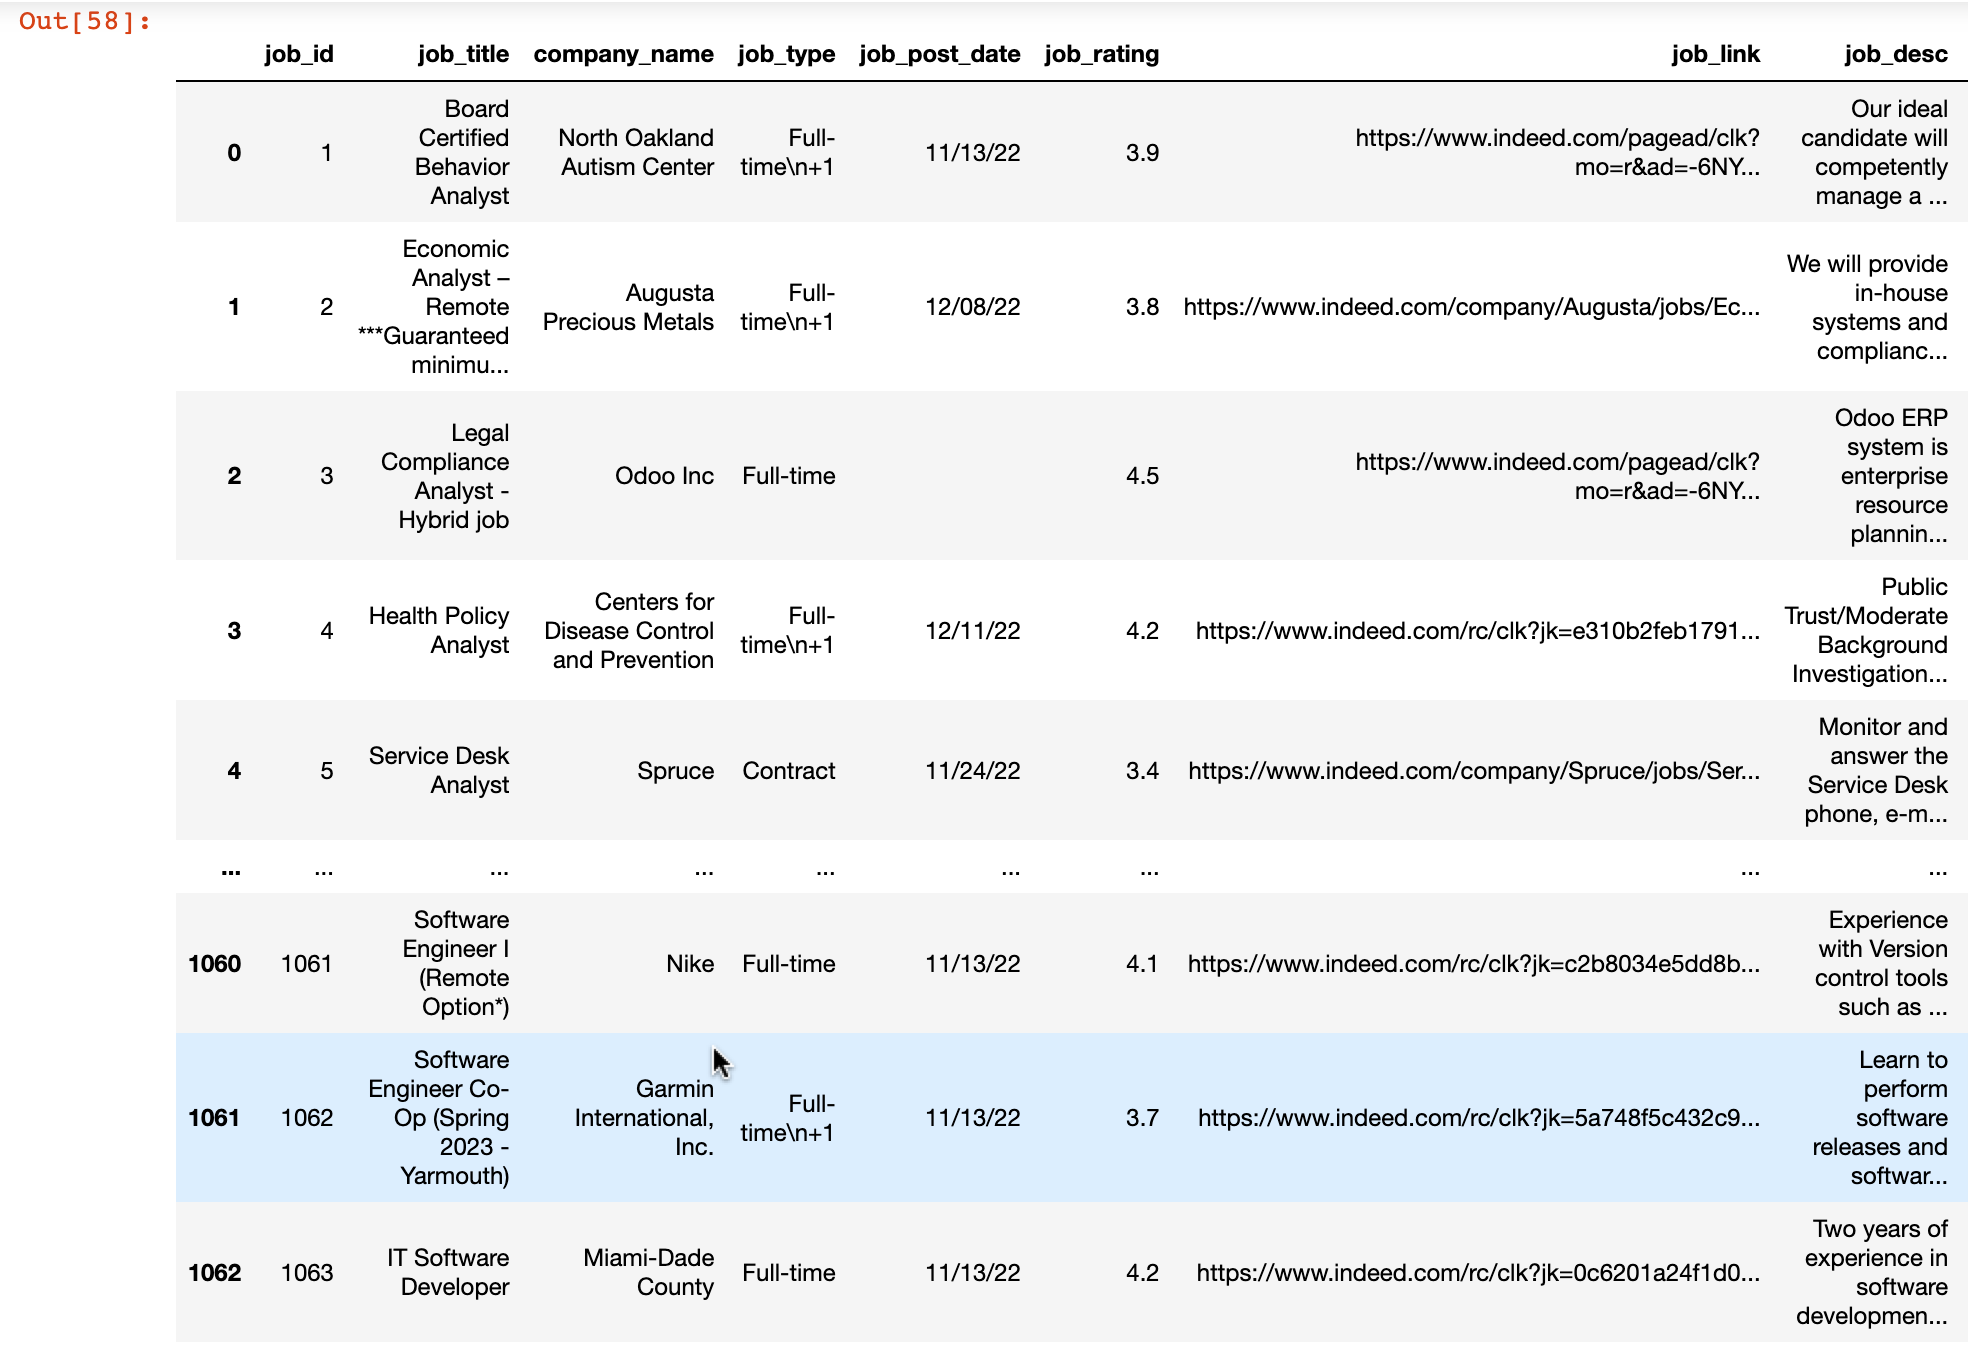 Out[58]:
job_id job_title company_name job_type job_post_date job_rating job_link job_desc
0 1 Board Certified Behavior Analyst North Oakland Autism Center Full-time\n+1 11/13/22 3.9 https://www.indeed.com/pagead/clk?mo=r&ad=-6NY... Our ideal candidate will competently manage a ...
1 2 Economic Analyst – Remote ***Guaranteed minimu... Augusta Precious Metals Full-time\n+1 12/08/22 3.8 https://www.indeed.com/company/Augusta/jobs/Ec... We will provide in-house systems and complianc...
2 3 Legal Compliance Analyst - Hybrid job Odoo Inc Full-time 4.5 https://www.indeed.com/pagead/clk?mo=r&ad=-6NY... Odoo ERP system is enterprise resource plannin...
3 4 Health Policy Analyst Centers for Disease Control and Prevention Full-time\n+1 12/11/22 4.2 https://www.indeed.com/rc/clk?jk=e310b2feb1791... Public Trust/Moderate Background Investigation...
4 5 Service Desk Analyst Spruce Contract 11/24/22 3.4 https://www.indeed.com/company/Spruce/jobs/Ser... Monitor and answer the Service Desk phone, e-m...
... ... ... ... ... ... ... ... ...
1060 1061 Software Engineer I (Remote Option*) Nike Full-time 11/13/22 4.1 https://www.indeed.com/rc/clk?jk=c2b8034e5dd8b... Experience with Version control tools such as ...
1061 1062 Software Engineer Co-Op (Spring 2023 - Yarmouth) Garmin International, Inc. Full-time\n+1 11/13/22 3.7 https://www.indeed.com/rc/clk?jk=5a748f5c432c9... Learn to perform software releases and softwar...
1062 1063 IT Software Developer Miami-Dade County Full-time 11/13/22 4.2 https://www.indeed.com/rc/clk?jk=0c6201a24f1d0... Two years of experience in software developmen...